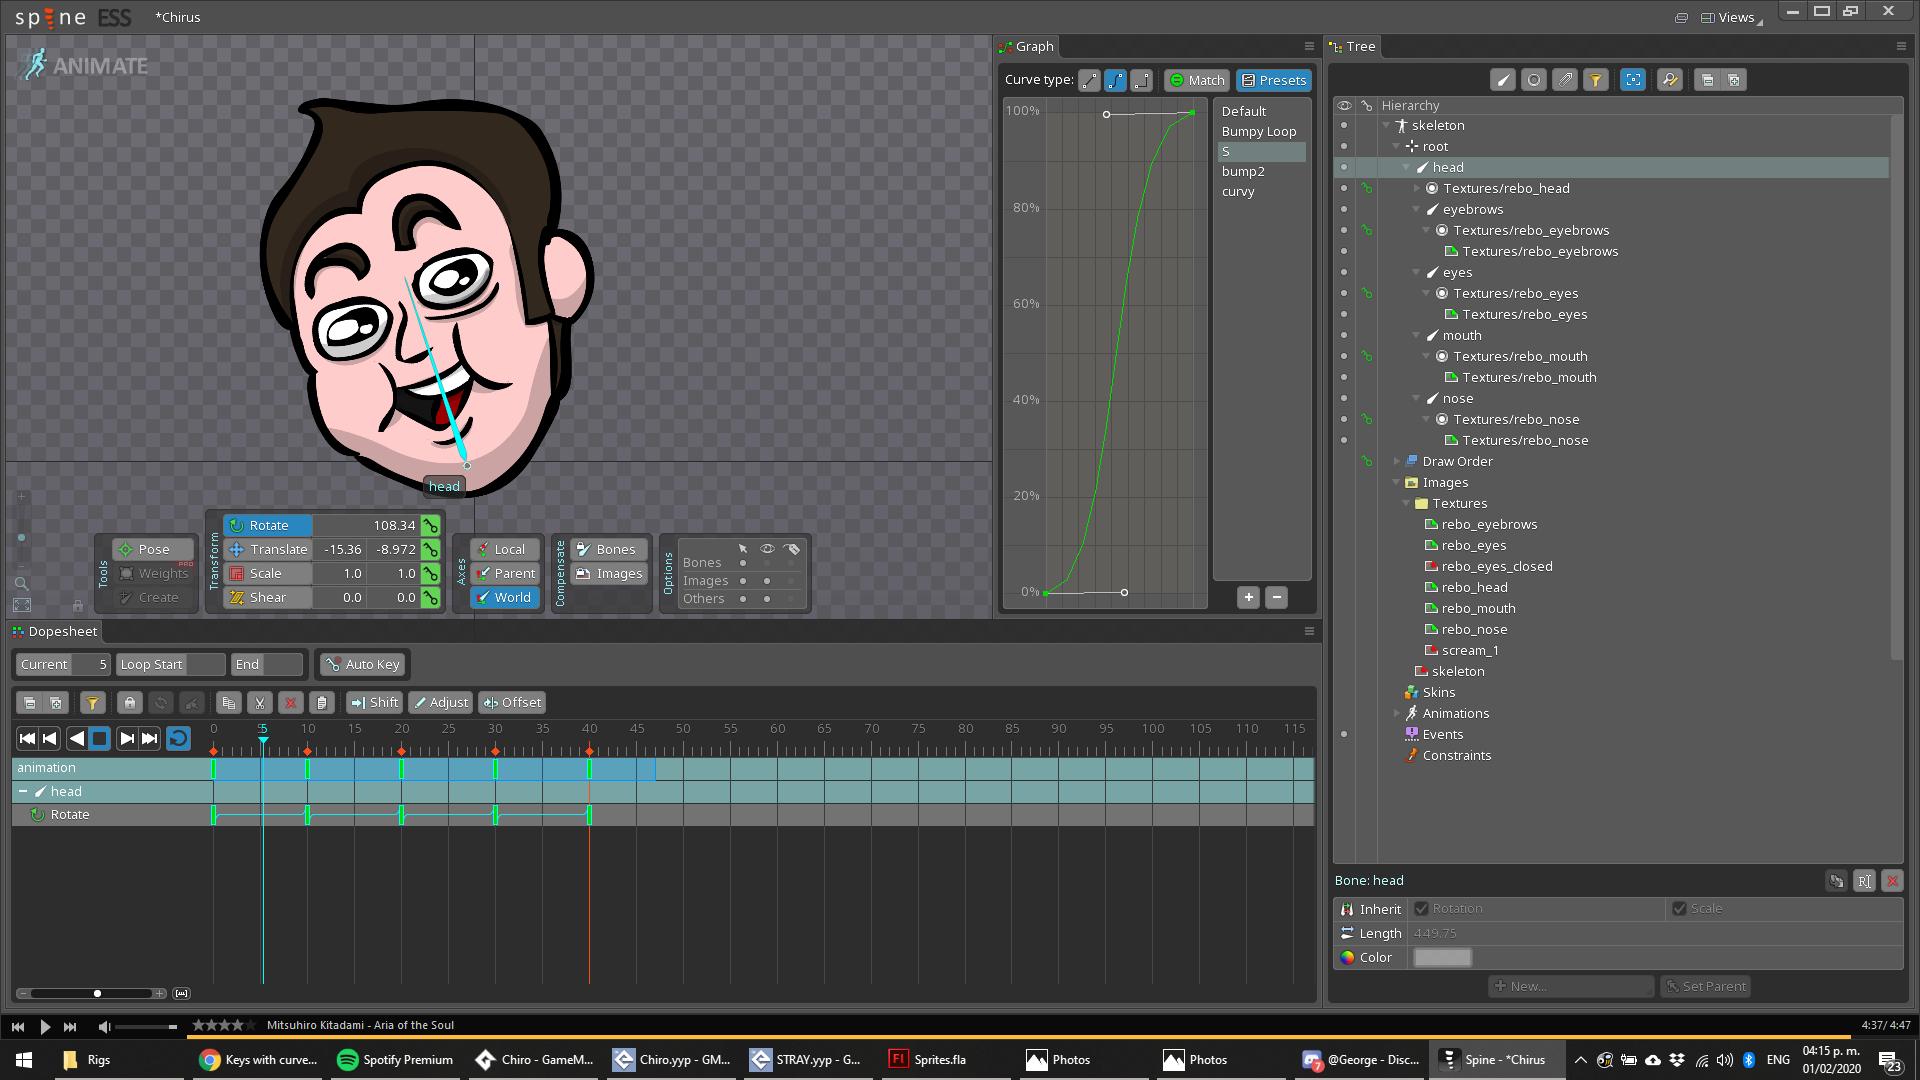 spine ESS
*Chirus
Views
ANIMATE
head
Tools
Pose
Weights PRO
Create
Transform
Rotate 108.34
Translate -15.36 -8.972
Scale 1.0 1.0
Shear 0.0 0.0
Axes
Local
Parent
World
Compensate
Bones
Images
Options
Bones
Images
Others
Graph
Curve type:
Match
Presets
100%
80%
60%
40%
20%
0%
Default
Bumpy Loop
S
bump2
curvy
Tree
Hierarchy
skeleton
root
head
Textures/rebo_head
eyebrows
Textures/rebo_eyebrows
Textures/rebo_eyebrows
eyes
Textures/rebo_eyes
Textures/rebo_eyes
mouth
Textures/rebo_mouth
Textures/rebo_mouth
nose
Textures/rebo_nose
Textures/rebo_nose
Draw Order
Images
Textures
rebo_eyebrows
rebo_eyes
rebo_eyes_closed
rebo_head
rebo_mouth
rebo_nose
scream_1
skeleton
Skins
Animations
Events
Constraints
Bone: head
Inherit Rotation Scale
Length 449.75
Color
New... Set Parent
Dopesheet
Current 5 Loop Start End Auto Key
Shift Adjust Offset
0 5 10 15 20 25 30 35 40 45 50 55 60 65 70 75 80 85 90 95 100 105 110 115
animation
head
Rotate
Mitsuhiro Kitadami - Aria of the Soul
4:37/ 4:47
Rigs
Keys with curve...
Spotify Premium
Chiro - GameM...
Chiro.yyp - GM...
STRAY.yyp - G...
Sprites.fla
Photos
Photos
@George - Disc...
Spine - *Chirus
ENG
04:15 p. m.
01/02/2020
23